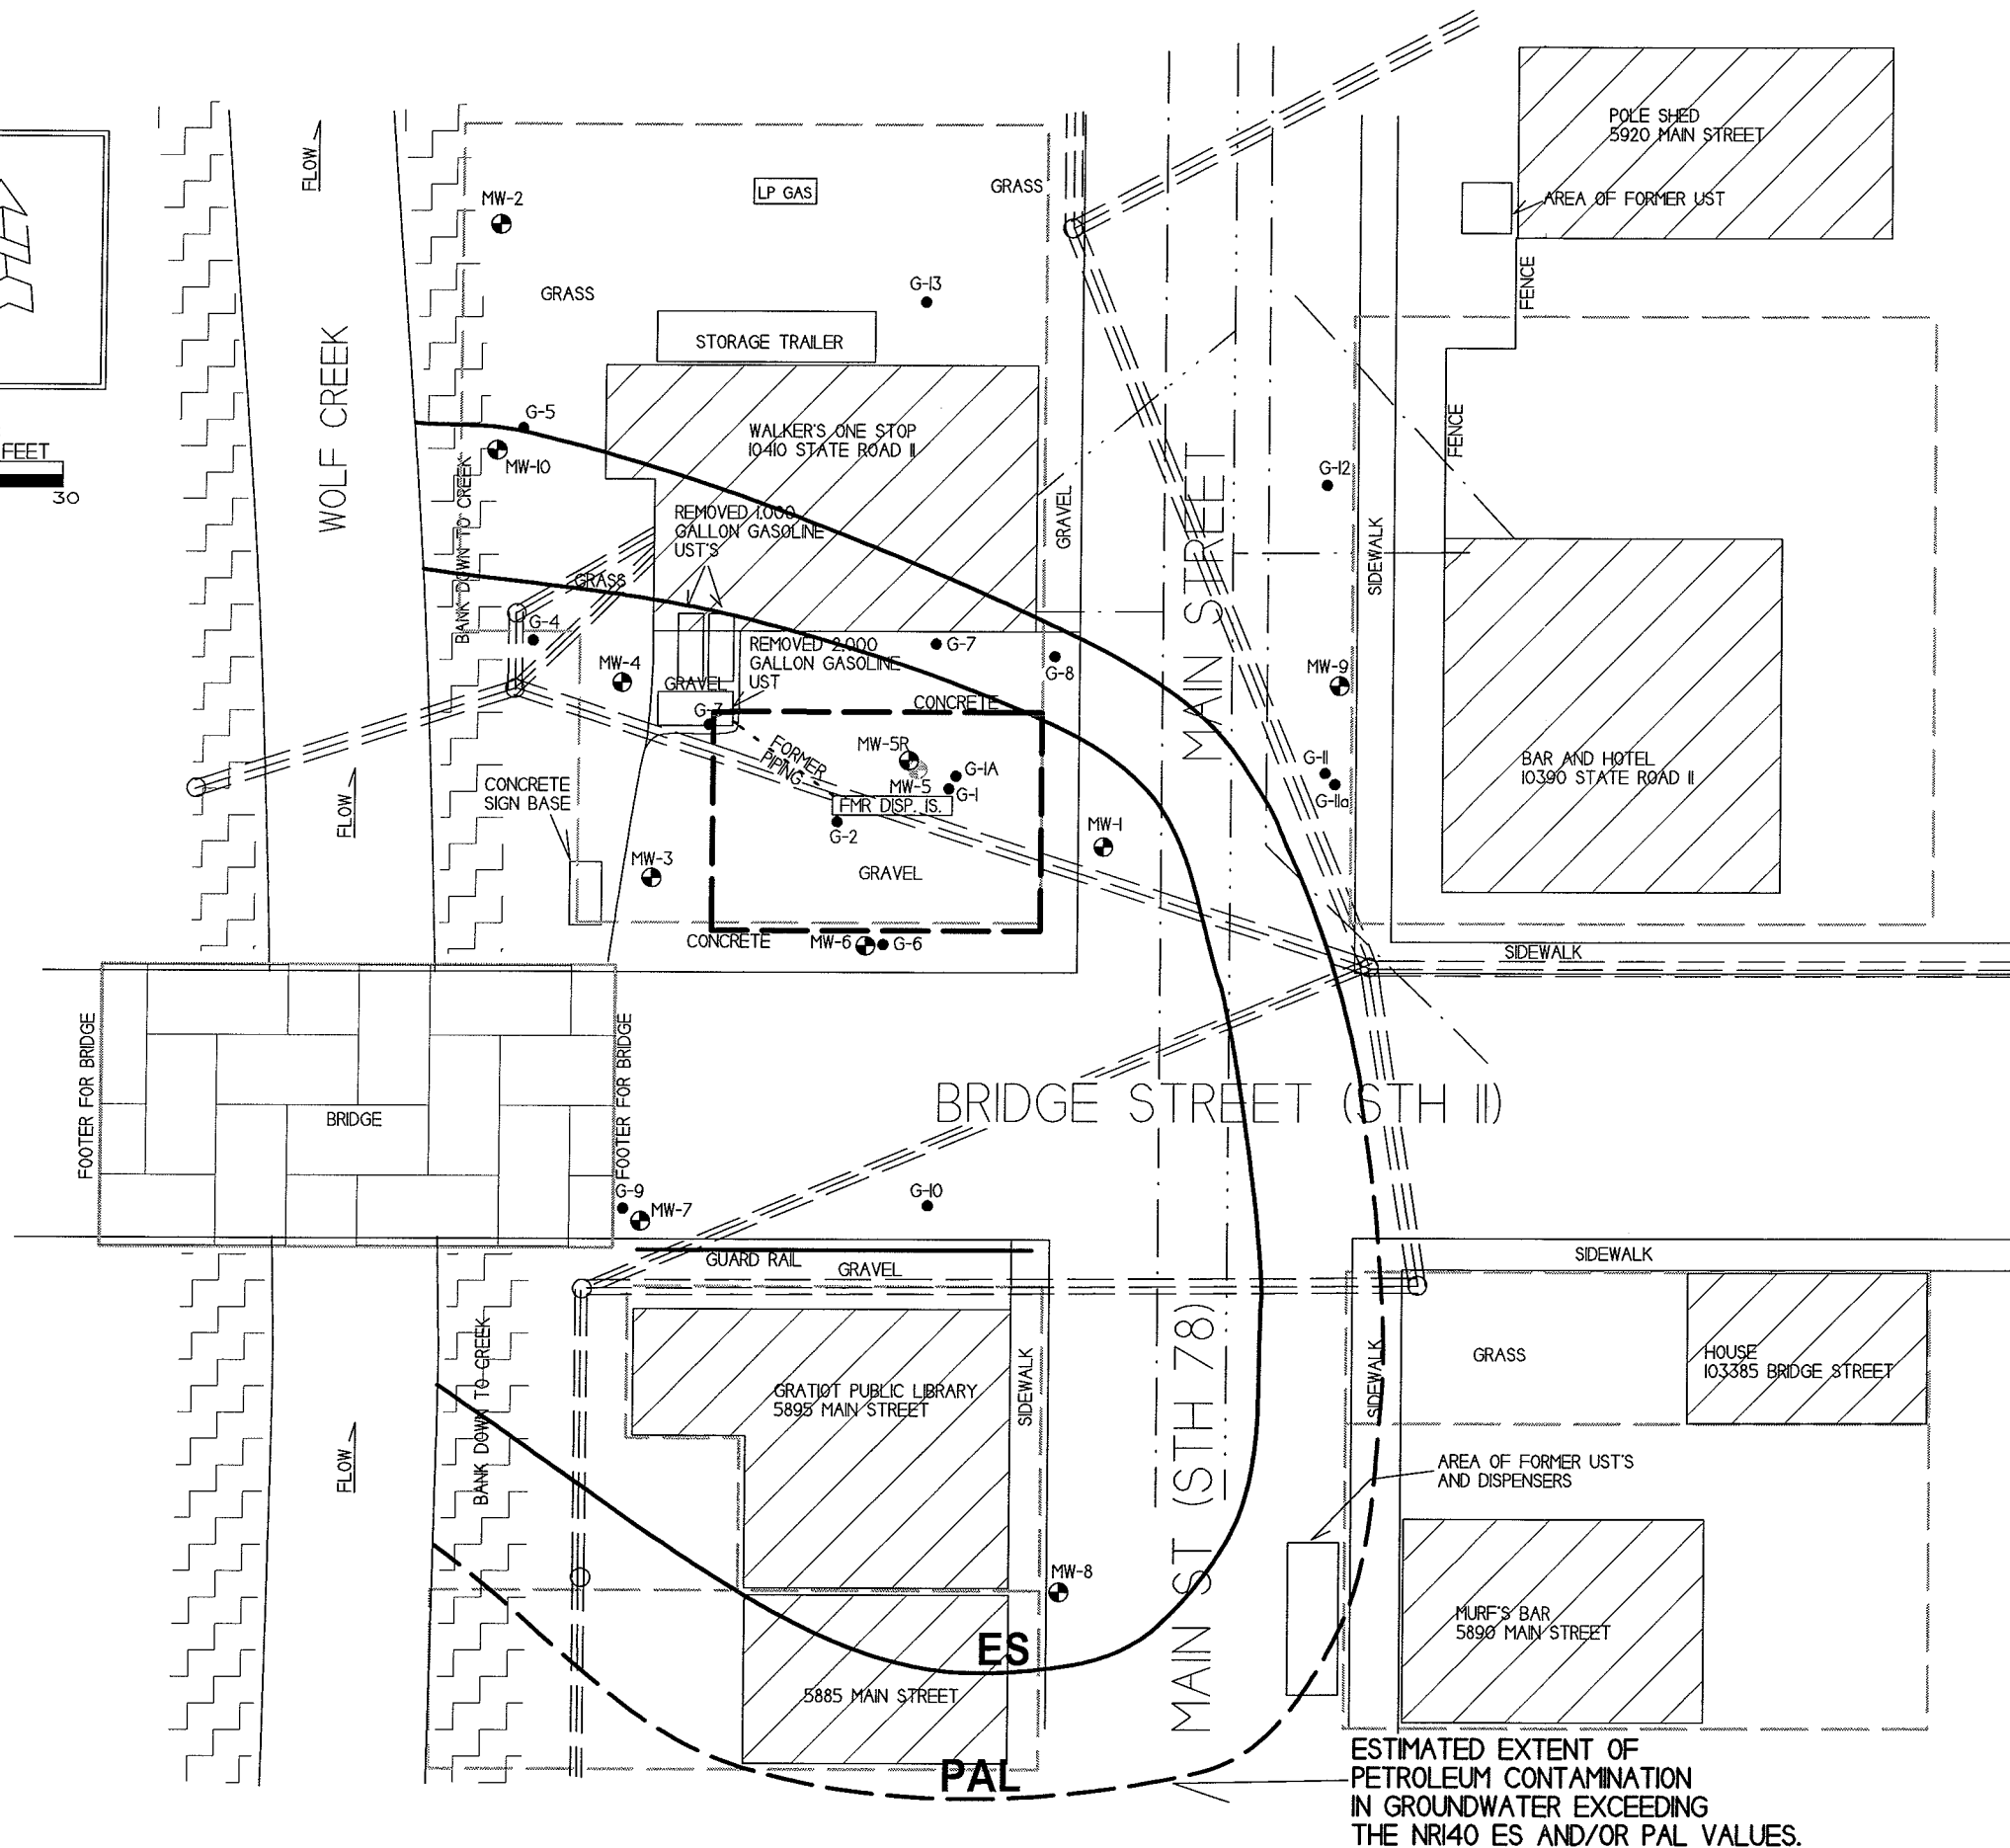 FLOW
MW-2
LP GAS
GRASS
POLE SHED
5920 MAIN STREET
AREA OF FORMER UST
FENCE
GRASS
G-13
STORAGE TRAILER
WOLF CREEK
FEET
30
G-5
MW-10
WALKER'S ONE STOP
10410 STATE ROAD 11
FENCE
G-12
BANK DOWN TO CREEK
REMOVED 1,000
GALLON GASOLINE
UST'S
GRAVEL
MAIN STREET
SIDEWALK
GRASS
G-4
MW-4
REMOVED 2,000
GALLON GASOLINE
UST
G-7
G-8
MW-9
GRAVEL
CONCRETE
G-7
FORMER
PIPING
MW-5R
MW-5
G-1A
G-1
FMR DISP. IS.
G-2
G-11
G-11a
BAR AND HOTEL
10390 STATE ROAD 11
CONCRETE
SIGN BASE
FLOW
MW-3
MW-1
GRAVEL
CONCRETE
MW-6
G-6
SIDEWALK
FOOTER FOR BRIDGE
BRIDGE
FOOTER FOR BRIDGE
BRIDGE STREET (STH 11)
G-9
MW-7
G-10
GUARD RAIL
GRAVEL
SIDEWALK
GRATIOT PUBLIC LIBRARY
5895 MAIN STREET
SIDEWALK
MAIN ST (STH 78)
SIDEWALK
GRASS
HOUSE
103385 BRIDGE STREET
FLOW
BANK DOWN TO CREEK
AREA OF FORMER UST'S
AND DISPENSERS
MW-8
MURF'S BAR
5890 MAIN STREET
ES
5885 MAIN STREET
PAL
ESTIMATED EXTENT OF
PETROLEUM CONTAMINATION
IN GROUNDWATER EXCEEDING
THE NR140 ES AND/OR PAL VALUES.